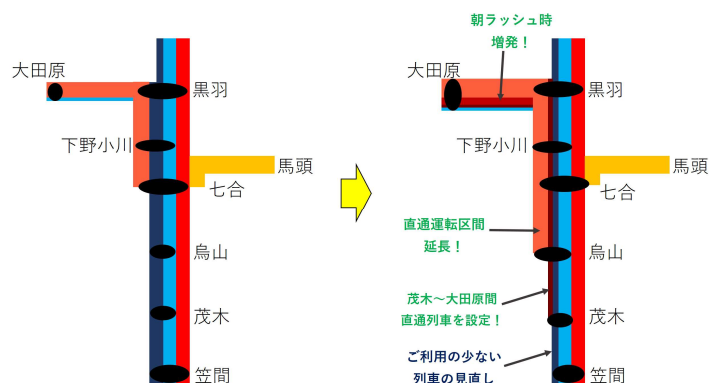 大田原
黒羽
下野小川
馬頭
七合
烏山
茂木
笠間
朝ラッシュ時
増発！
大田原
黒羽
下野小川
馬頭
七合
直通運転区間
延長！
烏山
茂木～大田原間
直通列車を設定！
茂木
ご利用の少ない
列車の見直し
笠間